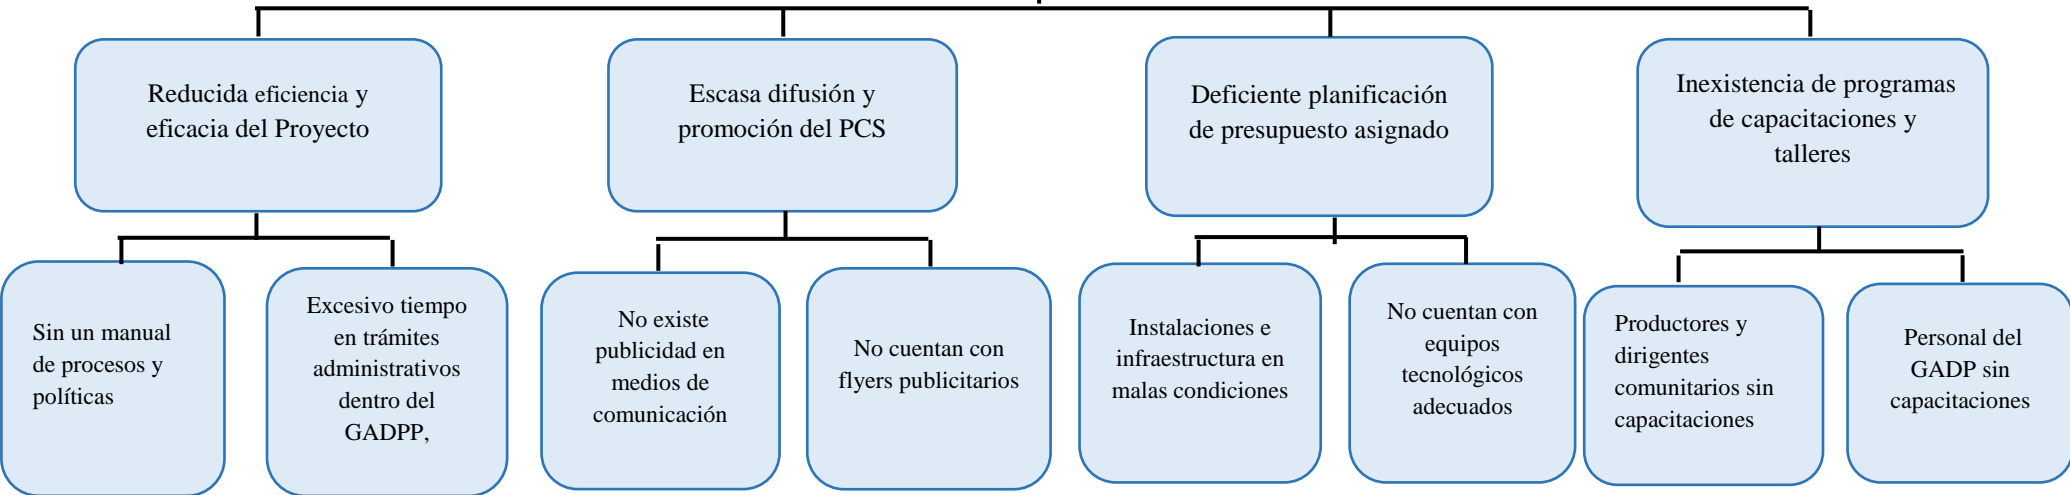 Reducida eficiencia y
eficacia del Proyecto
Escasa difusión y
promoción del PCS
Deficiente planificación
de presupuesto asignado
Inexistencia de programas
de capacitaciones y
talleres
Sin un manual
de procesos y
políticas
Excesivo tiempo
en trámites
administrativos
dentro del
GADPP,
No existe
publicidad en
medios de
comunicación
No cuentan con
flyers publicitarios
Instalaciones e
infraestructura en
malas condiciones
No cuentan con
equipos
tecnológicos
adecuados
Productores y
dirigentes
comunitarios sin
capacitaciones
Personal del
GADP sin
capacitaciones